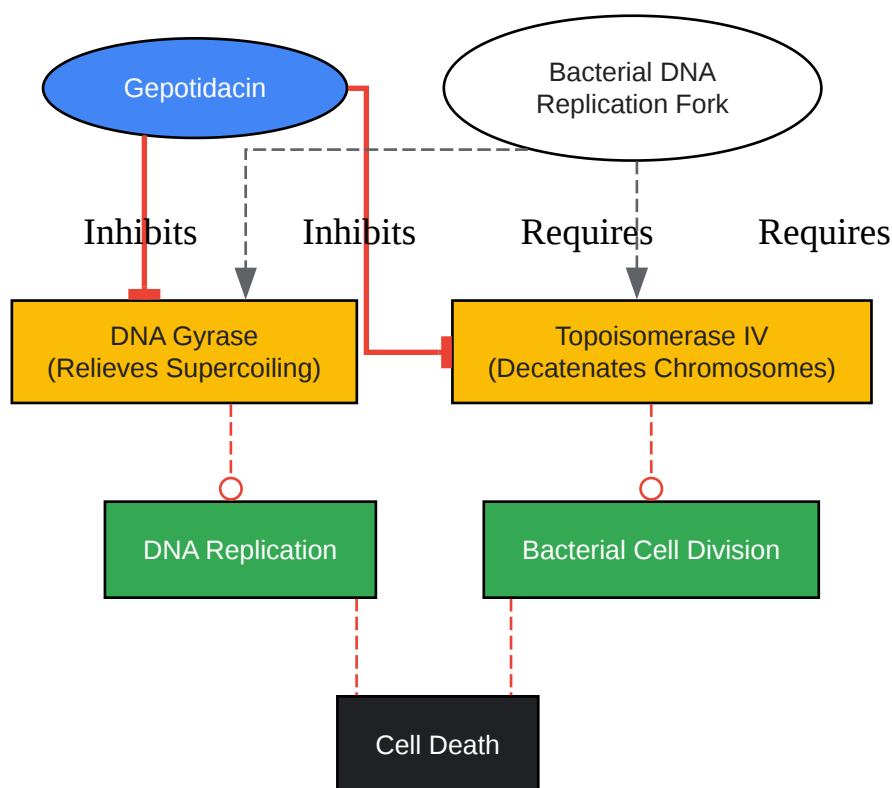 Gepotidacin
Bacterial DNA
Replication Fork
Inhibits
Inhibits
Requires
Requires
DNA Gyrase
(Relieves Supercoiling)
Topoisomerase IV
(Decatenates Chromosomes)
DNA Replication
Bacterial Cell Division
Cell Death